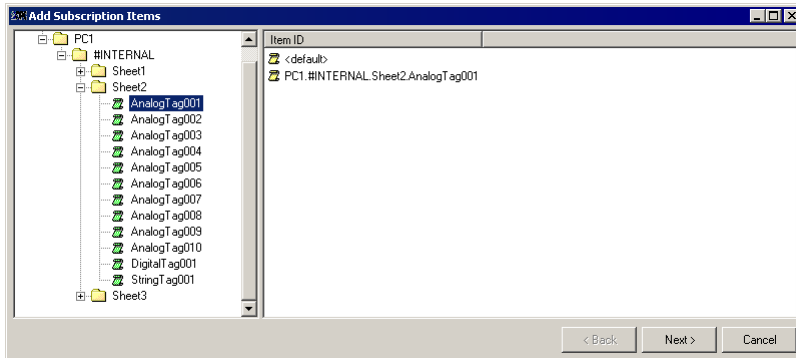 Add Subscription Items
PC1
#INTERNAL
Sheet1
Sheet2
AnalogTag001
AnalogTag002
AnalogTag003
AnalogTag004
AnalogTag005
AnalogTag006
AnalogTag007
AnalogTag008
AnalogTag009
AnalogTag010
DigitalTag001
StringTag001
Sheet3
Item ID
<default>
PC1.#INTERNAL.Sheet2.AnalogTag001
< Back
Next >
Cancel